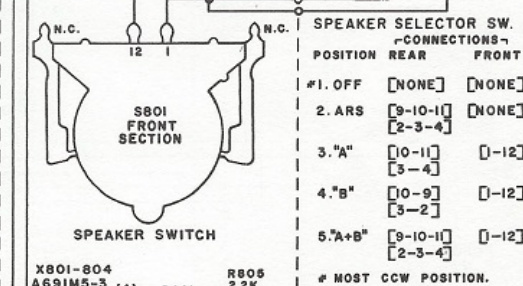 N.C.
N.C.
12 1
S801
FRONT
SECTION
SPEAKER SWITCH
X801-804
A691M5-3
R805
2.2K
SPEAKER SELECTOR SW.
CONNECTIONS
POSITION REAR FRONT
#1. OFF [NONE] [NONE]
2. ARS [9-10-11] [NONE]
[2-3-4]
3."A" [10-11] [1-12]
[3-4]
4."B" [10-9] [1-12]
[3-2]
5."A+B" [9-10-11] [1-12]
[2-3-4]
# MOST CCW POSITION.